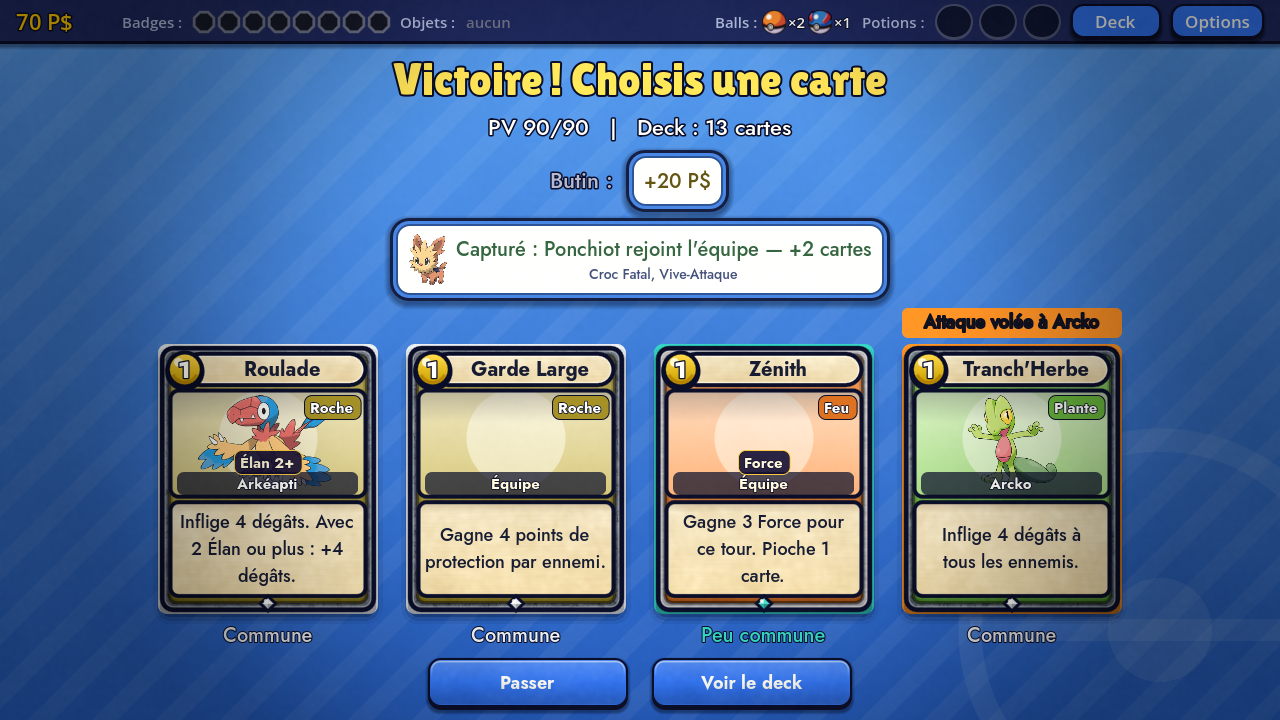 70 P$ Badges : Objets : aucun Balls : ×2 ×1 Potions : Deck Options
Victoire ! Choisis une carte
PV 90/90 | Deck : 13 cartes
Butin : +20 P$
Capturé : Ponchiot rejoint l'équipe — +2 cartes
Croc Fatal, Vive-Attaque
Attaque volée à Arcko
1 Roulade
Roche
Élan 2+
Arkéapti
Inflige 4 dégâts. Avec
2 Élan ou plus : +4
dégâts.
Commune
1 Garde Large
Roche
Équipe
Gagne 4 points de
protection par ennemi.
Commune
1 Zénith
Feu
Force
Équipe
Gagne 3 Force pour
ce tour. Pioche 1
carte.
Peu commune
1 Tranch'Herbe
Plante
Arcko
Inflige 4 dégâts à
tous les ennemis.
Commune
Passer
Voir le deck